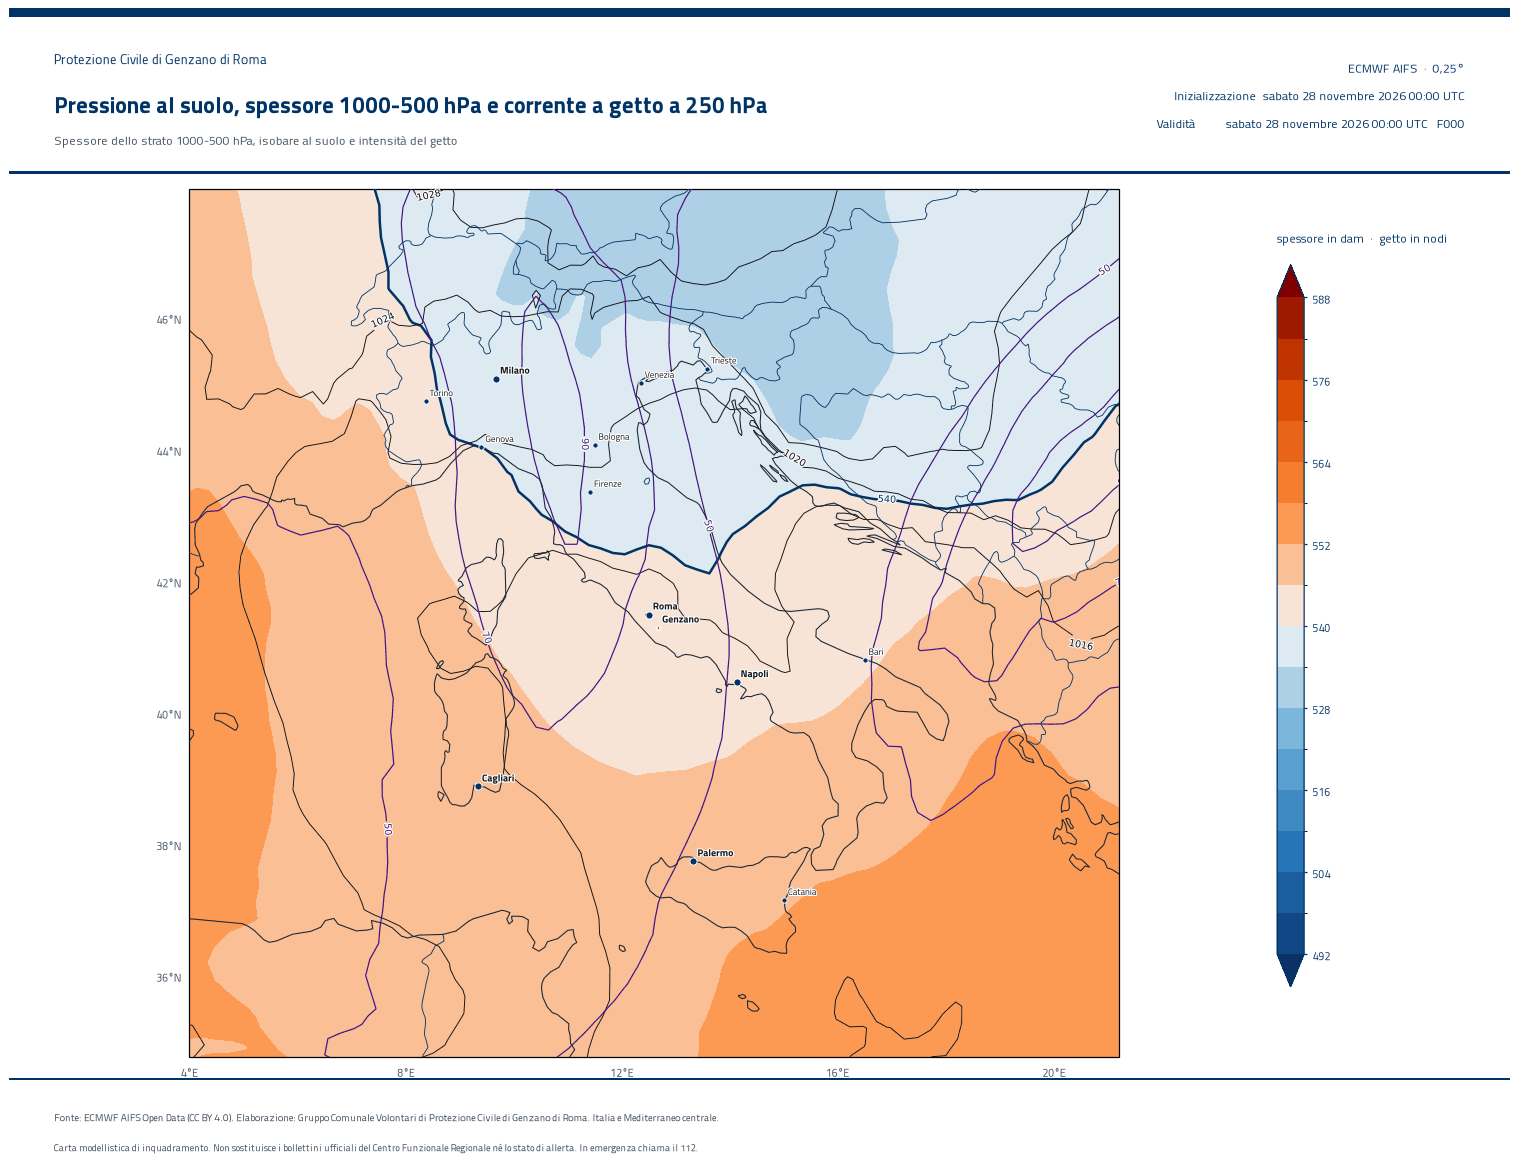 Protezione Civile di Genzano di Roma
Pressione al suolo, spessore 1000-500 hPa e corrente a getto a 250 hPa
Spessore dello strato 1000-500 hPa, isobare al suolo e intensità del getto
ECMWF AIFS · 0,25°
Inizializzazione sabato 28 novembre 2026 00:00 UTC
Validità sabato 28 novembre 2026 00:00 UTC F000
spessore in dam · getto in nodi
588
576
564
552
540
528
516
504
492
46°N
44°N
42°N
40°N
38°N
36°N
4°E
8°E
12°E
16°E
20°E
1028
50
1024
Trieste
Milano
Venezia
Torino
Genova
90
Bologna
1020
Firenze
540
50
Roma
Genzano
70
1016
Bari
Napoli
Cagliari
50
Palermo
Catania
Fonte: ECMWF AIFS Open Data (CC BY 4.0). Elaborazione: Gruppo Comunale Volontari di Protezione Civile di Genzano di Roma. Italia e Mediterraneo centrale.
Carta modellistica di inquadramento. Non sostituisce i bollettini ufficiali del Centro Funzionale Regionale né lo stato di allerta. In emergenza chiama il 112.